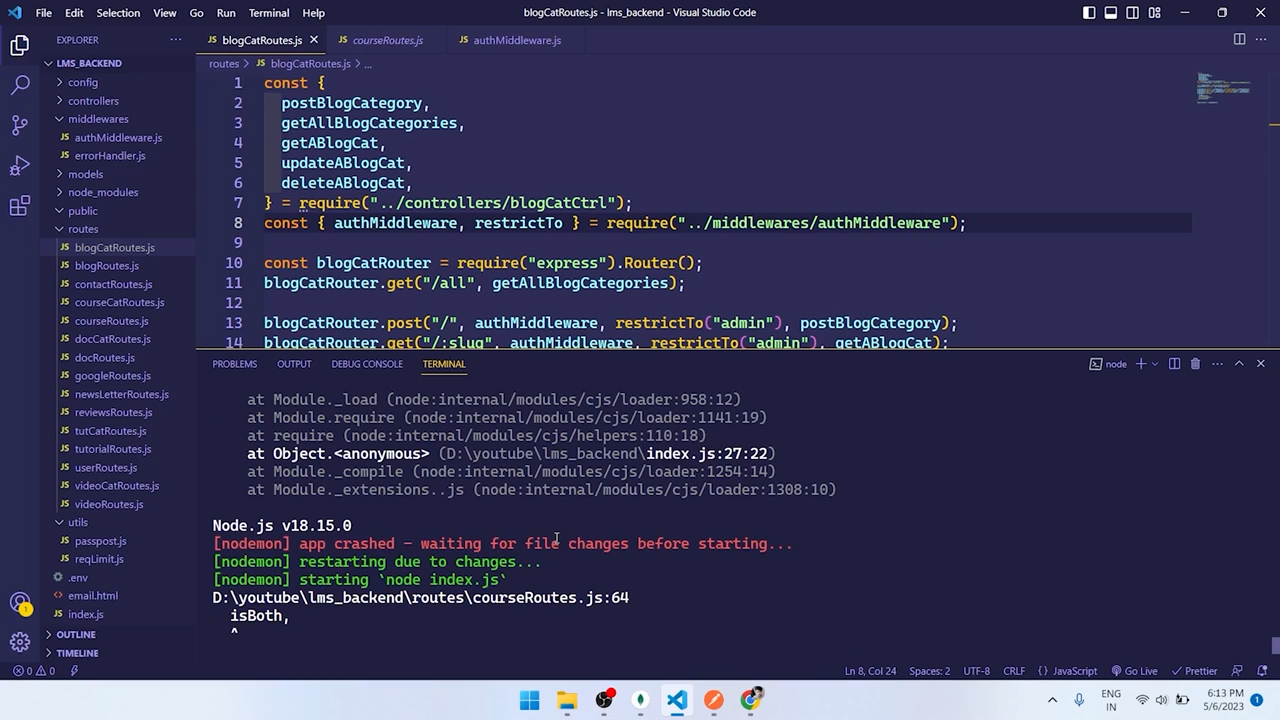 File Edit Selection View Go Run Terminal Help
blogCatRoutes.js - lms_backend - Visual Studio Code
EXPLORER
LMS_BACKEND
config
controllers
middlewares
authMiddleware.js
errorHandler.js
models
node_modules
public
routes
blogCatRoutes.js
blogRoutes.js
contactRoutes.js
courseCatRoutes.js
courseRoutes.js
docCatRoutes.js
docRoutes.js
googleRoutes.js
newsLetterRoutes.js
reviewsRoutes.js
tutCatRoutes.js
tutorialRoutes.js
userRoutes.js
videoCatRoutes.js
videoRoutes.js
utils
passpost.js
reqLimit.js
.env
email.html
index.js
OUTLINE
TIMELINE
blogCatRoutes.js courseRoutes.js authMiddleware.js
routes > blogCatRoutes.js > ...
1 const {
2 postBlogCategory,
3 getAllBlogCategories,
4 getABlogCat,
5 updateABlogCat,
6 deleteABlogCat,
7 } = require("../controllers/blogCatCtrl");
8 const { authMiddleware, restrictTo } = require("../middlewares/authMiddleware");
9
10 const blogCatRouter = require("express").Router();
11 blogCatRouter.get("/all", getAllBlogCategories);
12
13 blogCatRouter.post("/", authMiddleware, restrictTo("admin"), postBlogCategory);
14 blogCatRouter.get("/:slug", authMiddleware, restrictTo("admin"), getABlogCat);
PROBLEMS OUTPUT DEBUG CONSOLE TERMINAL
node
at Module._load (node:internal/modules/cjs/loader:958:12)
at Module.require (node:internal/modules/cjs/loader:1141:19)
at require (node:internal/modules/cjs/helpers:110:18)
at Object.<anonymous> (D:\youtube\lms_backend\index.js:27:22)
at Module._compile (node:internal/modules/cjs/loader:1254:14)
at Module._extensions..js (node:internal/modules/cjs/loader:1308:10)
Node.js v18.15.0
[nodemon] app crashed - waiting for file changes before starting...
[nodemon] restarting due to changes...
[nodemon] starting `node index.js`
D:\youtube\lms_backend\routes\courseRoutes.js:64
isBoth,
^
0 0
Ln 8, Col 24 Spaces: 2 UTF-8 CRLF {} JavaScript Go Live Prettier
1
ENG
IN
6:13 PM
5/6/2023
1